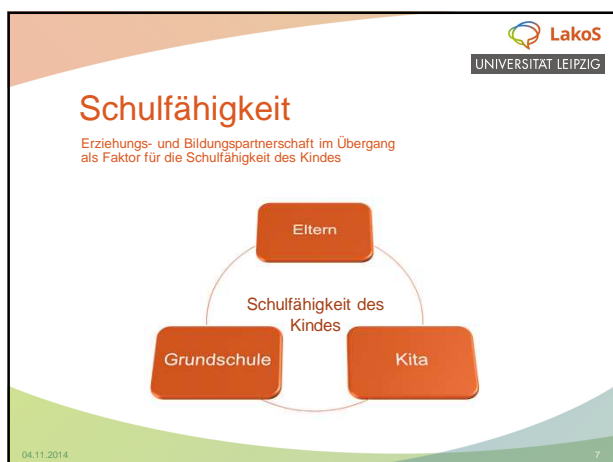 LakoS
UNIVERSITÄT LEIPZIG
Schulfähigkeit
Erziehungs- und Bildungspartnerschaft im Übergang
als Faktor für die Schulfähigkeit des Kindes
Eltern
Schulfähigkeit des
Kindes
Grundschule
Kita
04.11.2014
7